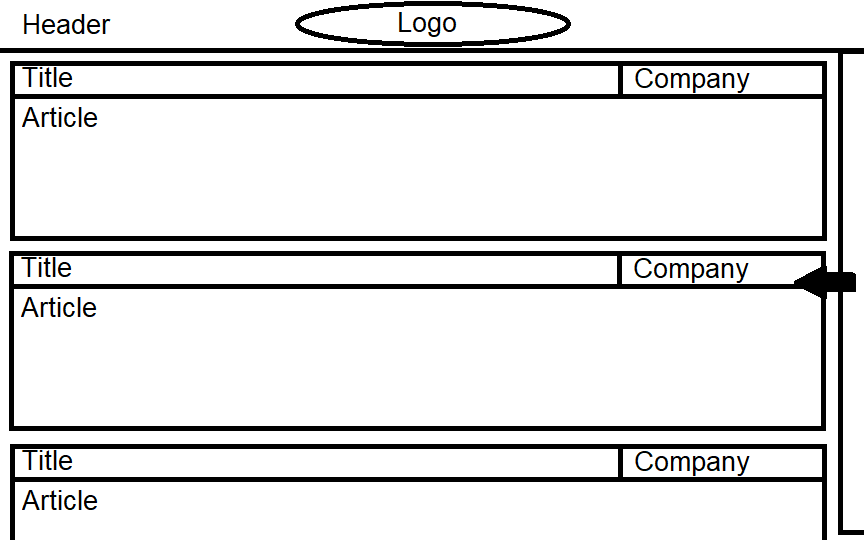 Header
Logo
Title
Company
Article
Title
Company
Article
Title
Company
Article